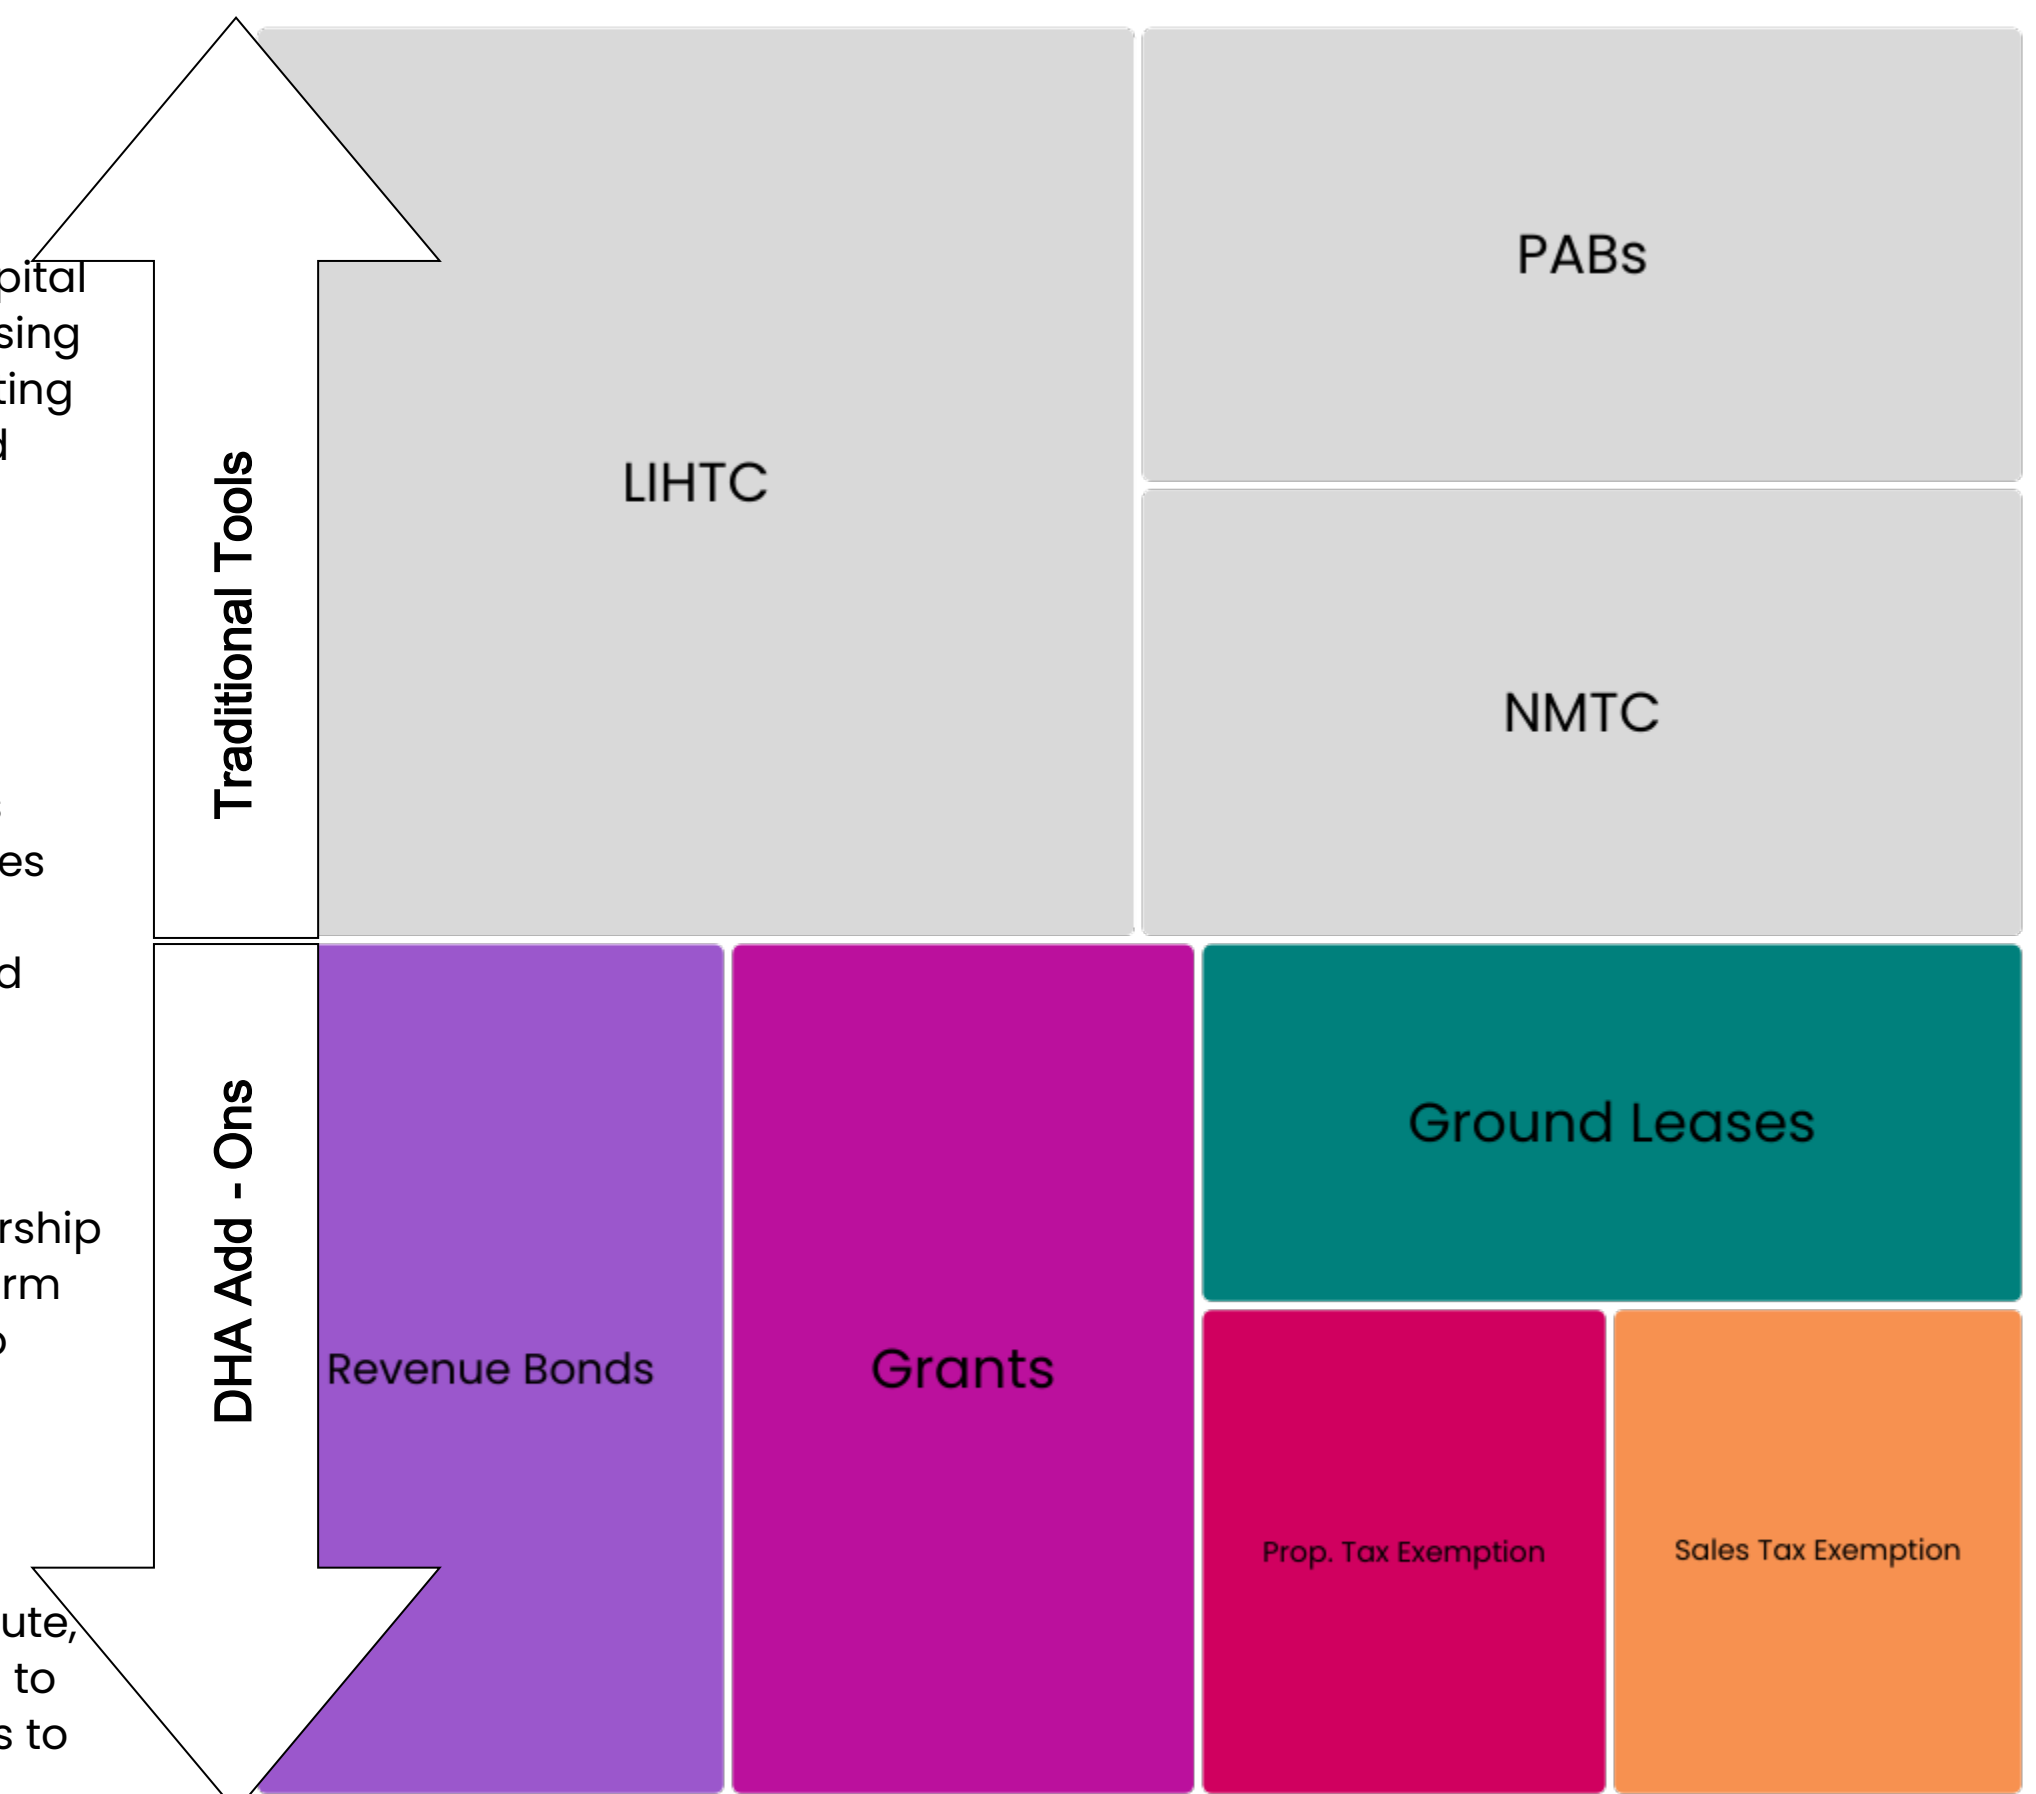 pital
sing
ting
es
rship
rm
ute,
to
s to
Traditional Tools
DHA Add - Ons
LIHTC
PABs
NMTC
Revenue Bonds
Grants
Ground Leases
Prop. Tax Exemption
Sales Tax Exemption